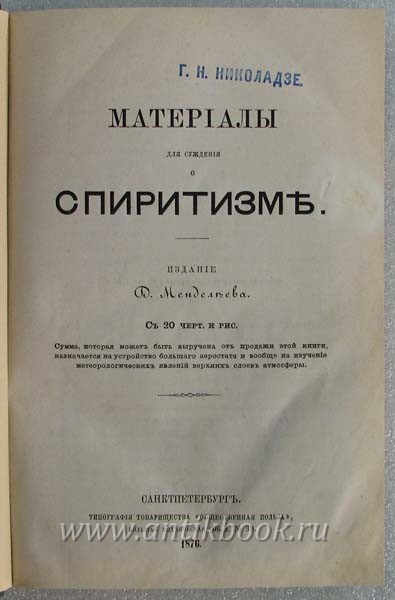 Г. Н. НИКОЛАДЗЕ.
МАТЕРІАЛЫ
ДЛЯ СУЖДЕНІЯ
О
СПИРИТИЗМѢ.
ИЗДАНІЕ
Д. Менделѣева.
Съ 20 ЧЕРТ. И РИС.
Сумма, которая можетъ быть выручена отъ продажи этой книги,
назначается на устройство большаго аэростата и вообще на изученіе
метеорологическихъ явленій верхнихъ слоевъ атмосферы.
САНКТПЕТЕРБУРГЪ.
ТИПОГРАФІЯ ТОВАРИЩЕСТВА «ОБЩЕСТВЕННАЯ ПОЛЬЗА»,
www.anukbook.ru
1876.